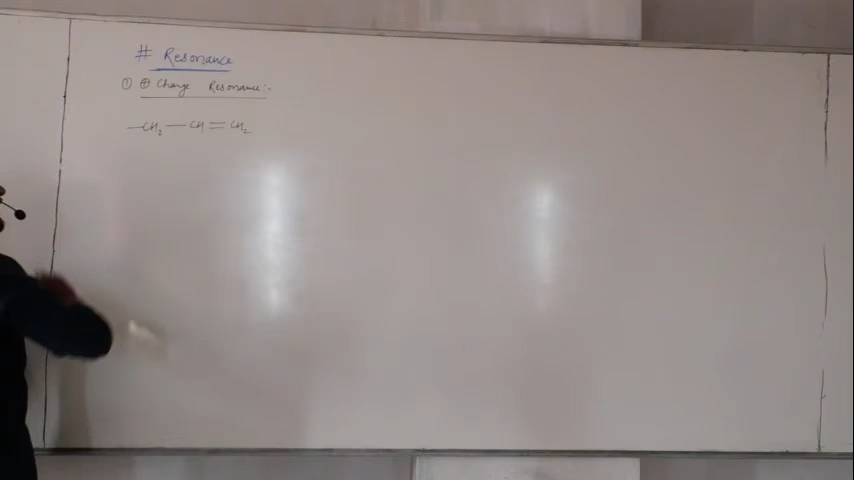 # Resonance
① ⊕ Charge Resonance:-
—CH₂—CH=CH₂